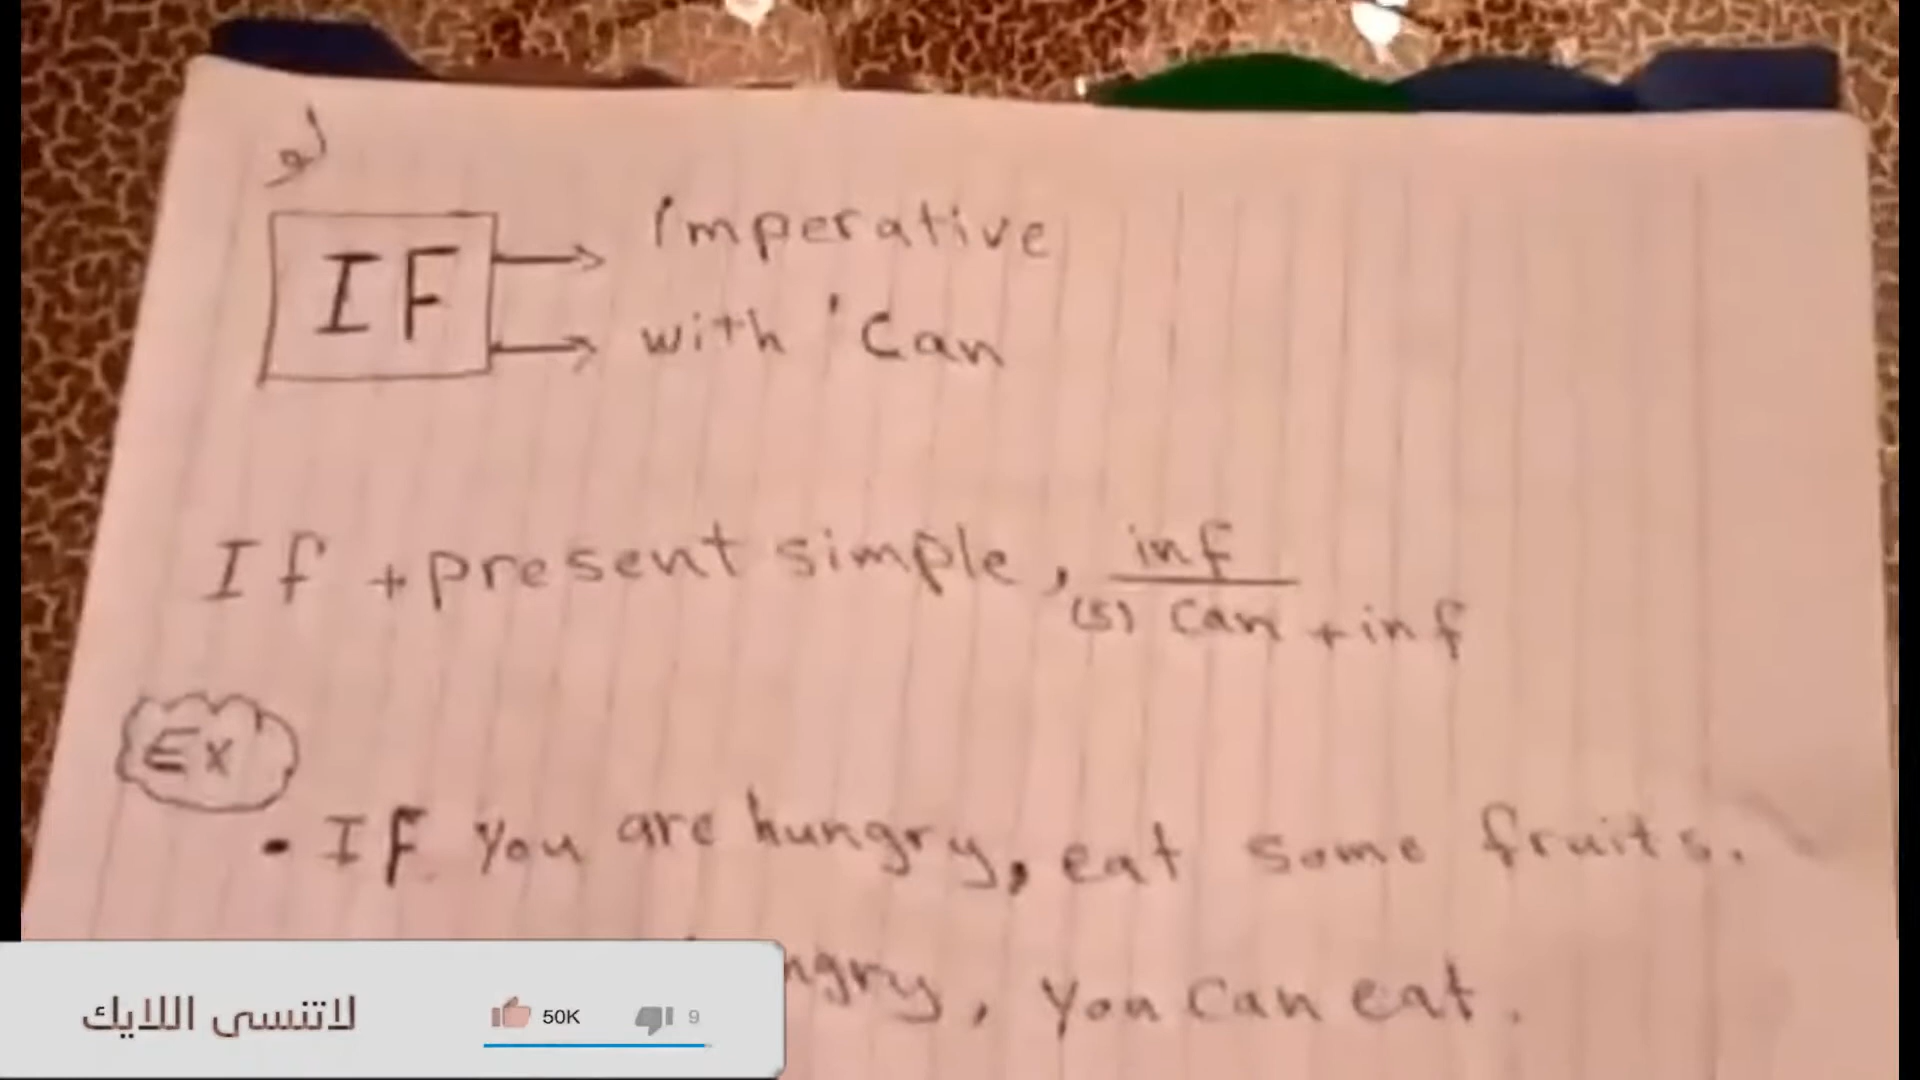 لو
IF → imperative
→ with 'Can
If + present simple, inf
(s) can + inf
Ex
• IF you are hungry, eat some fruits.
ngry, you can eat.
لاتنسى اللايك
50K
9